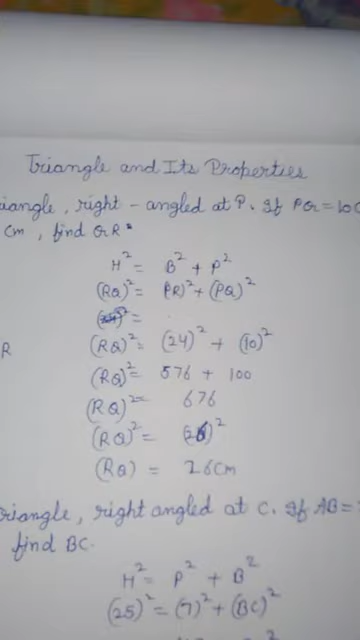 Triangle and Its Properties
iangle, right-angled at P. If PQ = 10
cm, find QR.
H² = B² + P²
(RQ)² = (PR)² + (PQ)²
R
(RQ)² = (24)² + (10)²
(RQ)² = 576 + 100
(RQ)² = 676
(RQ)² = (26)²
(RQ) = 26cm
riangle, right angled at C. If AB =
find BC.
H² = P² + B²
(25)² = (7)² + (BC)²